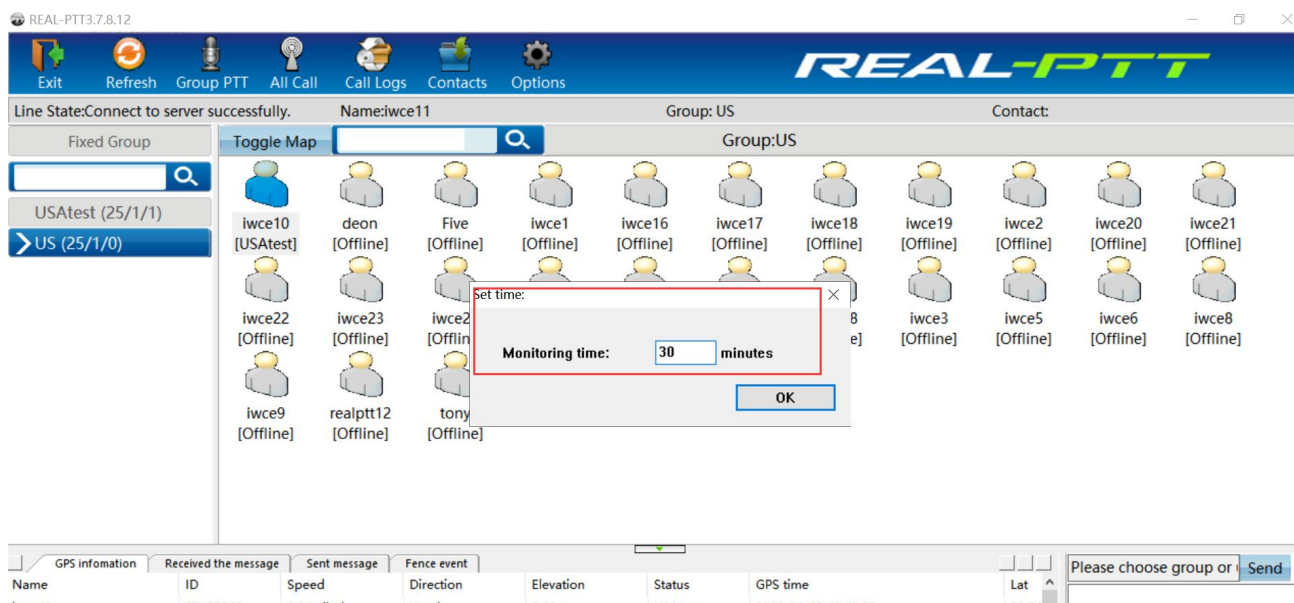 REAL-PTT3.7.8.12
Exit Refresh Group PTT All Call Call Logs Contacts Options
REAL-PTT
Line State:Connect to server successfully. Name:iwce11 Group: US Contact:
Fixed Group Toggle Map Group:US
USAtest (25/1/1)
US (25/1/0)
iwce10 deon Five iwce1 iwce16 iwce17 iwce18 iwce19 iwce2 iwce20 iwce21
[USAtest] [Offline] [Offline] [Offline] [Offline] [Offline] [Offline] [Offline] [Offline] [Offline] [Offline]
Set time:
iwce22 iwce23 iwce3 iwce5 iwce6 iwce8
[Offline] [Offline] [Offline] [Offline] [Offline] [Offline]
Monitoring time: 30 minutes
OK
iwce9 realptt12 tony
[Offline] [Offline] [Offline]
GPS infomation Received the message Sent message Fence event
Please choose group or Send
Name ID Speed Direction Elevation Status GPS time Lat